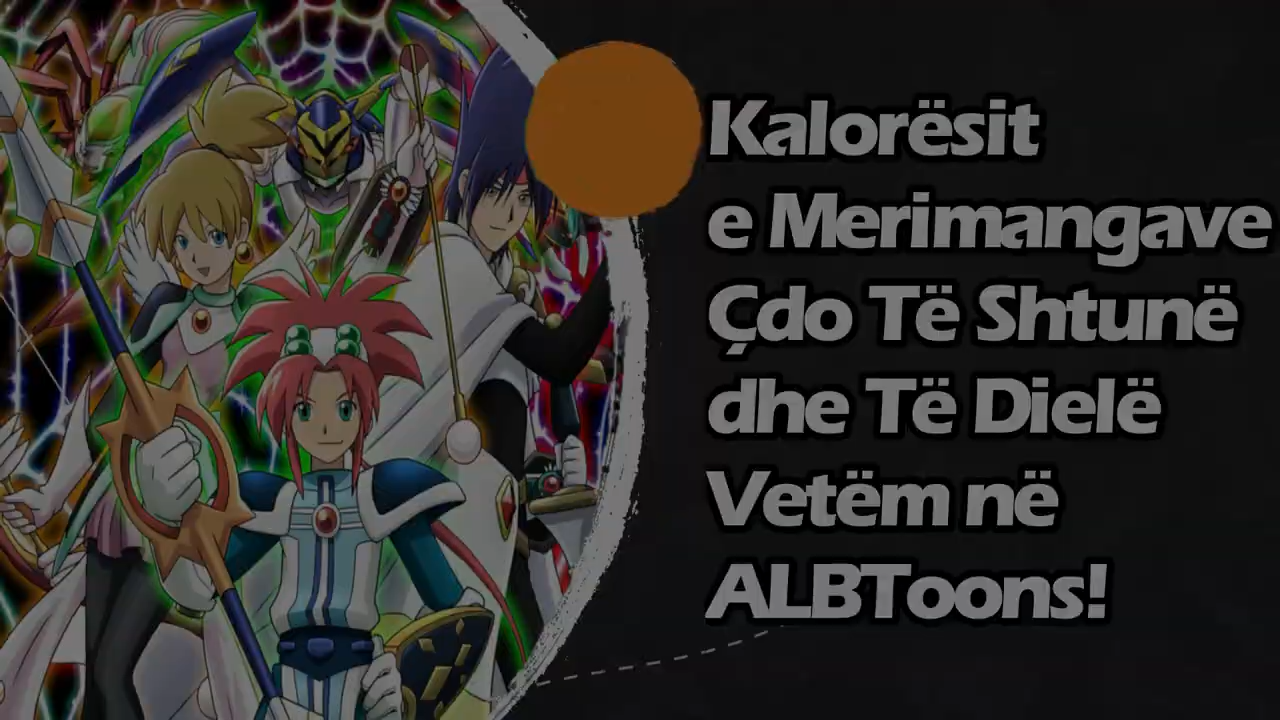 Kalorësit
e Merimangave
Çdo Të Shtunë
dhe Të Dielë
Vetëm në
ALBToons!